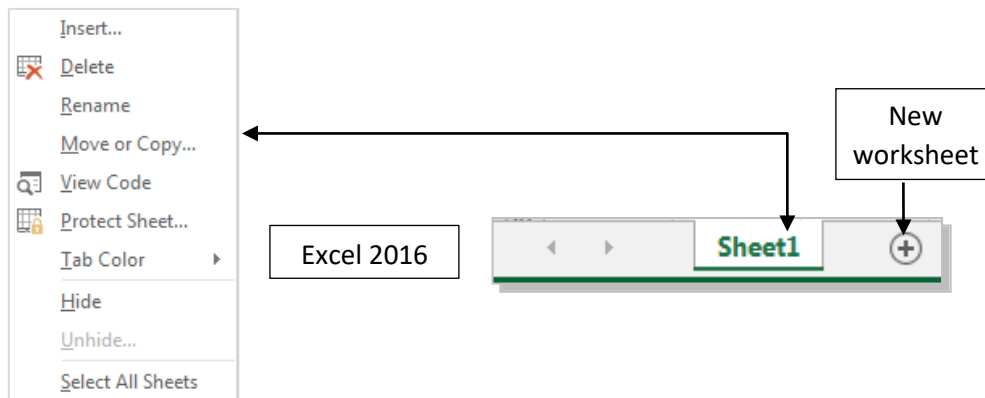 Insert...
Delete
Rename
Move or Copy...
View Code
Protect Sheet...
Tab Color
Hide
Unhide...
Select All Sheets
Excel 2016
New
worksheet
Sheet1